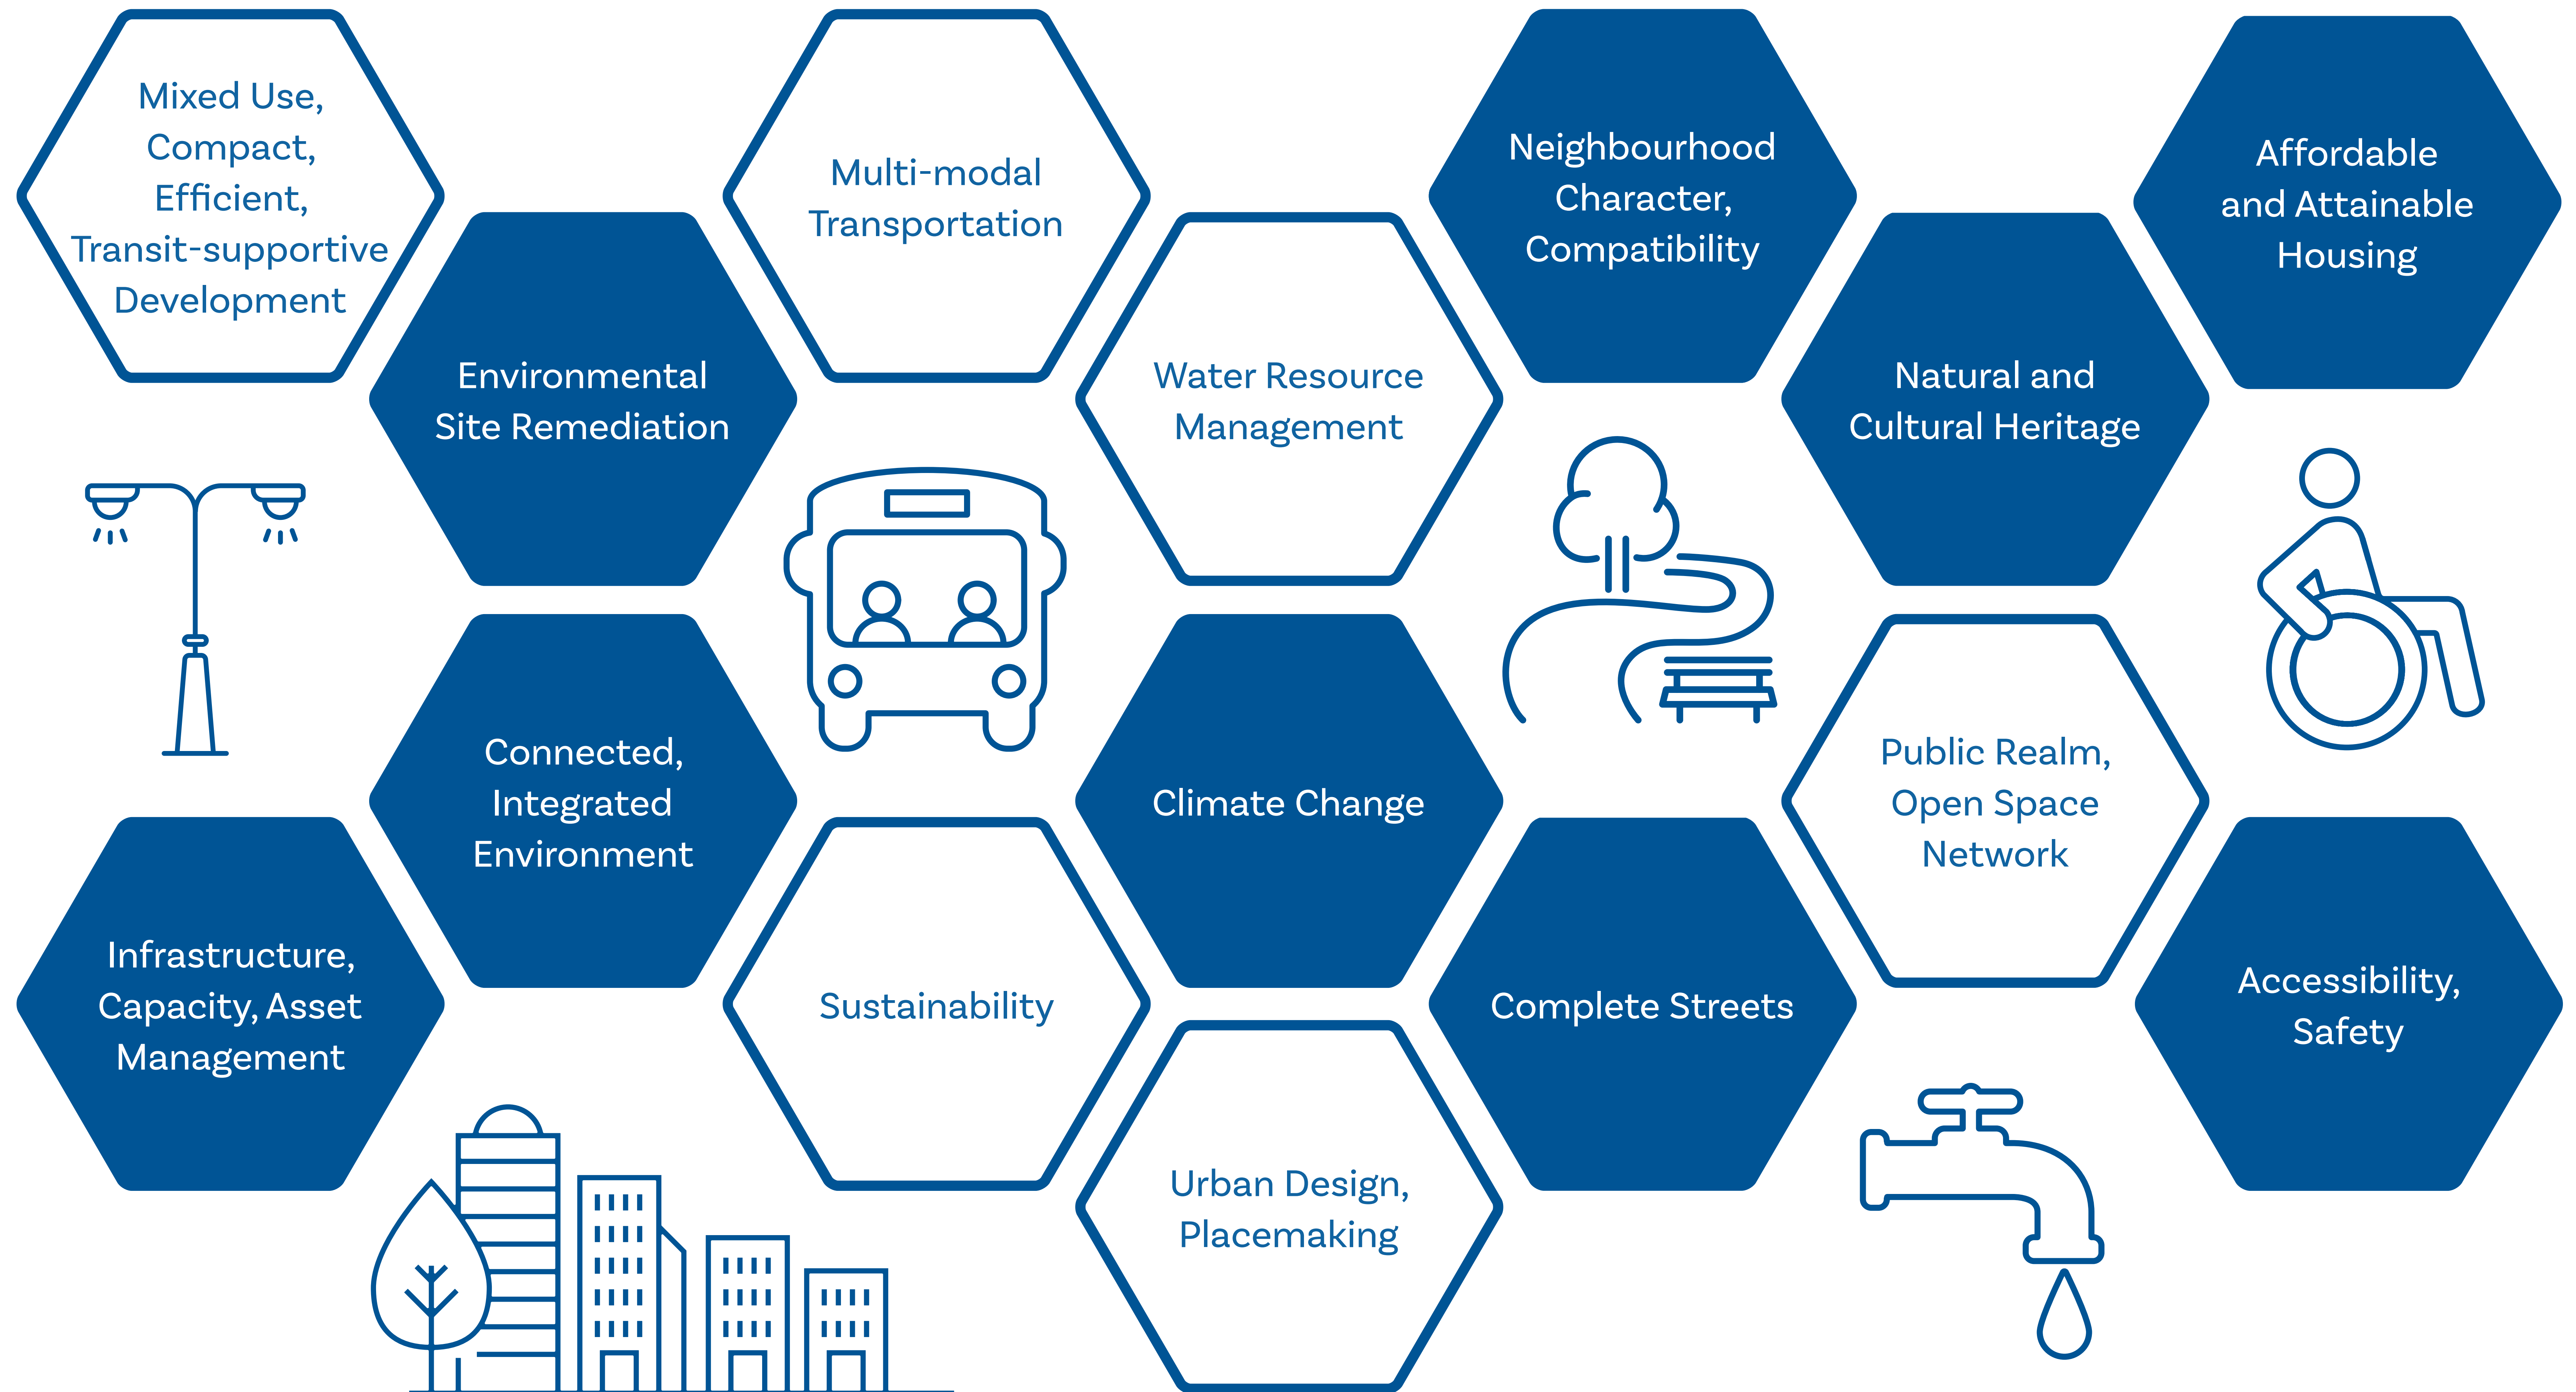 Mixed Use,
Compact,
Efficient,
Transit-supportive
Development
Multi-modal
Transportation
Neighbourhood
Character,
Compatibility
Affordable
and Attainable
Housing
Environmental
Site Remediation
Water Resource
Management
Natural and
Cultural Heritage
Connected,
Integrated
Environment
Climate Change
Public Realm,
Open Space
Network
Infrastructure,
Capacity, Asset
Management
Sustainability
Complete Streets
Accessibility,
Safety
Urban Design,
Placemaking